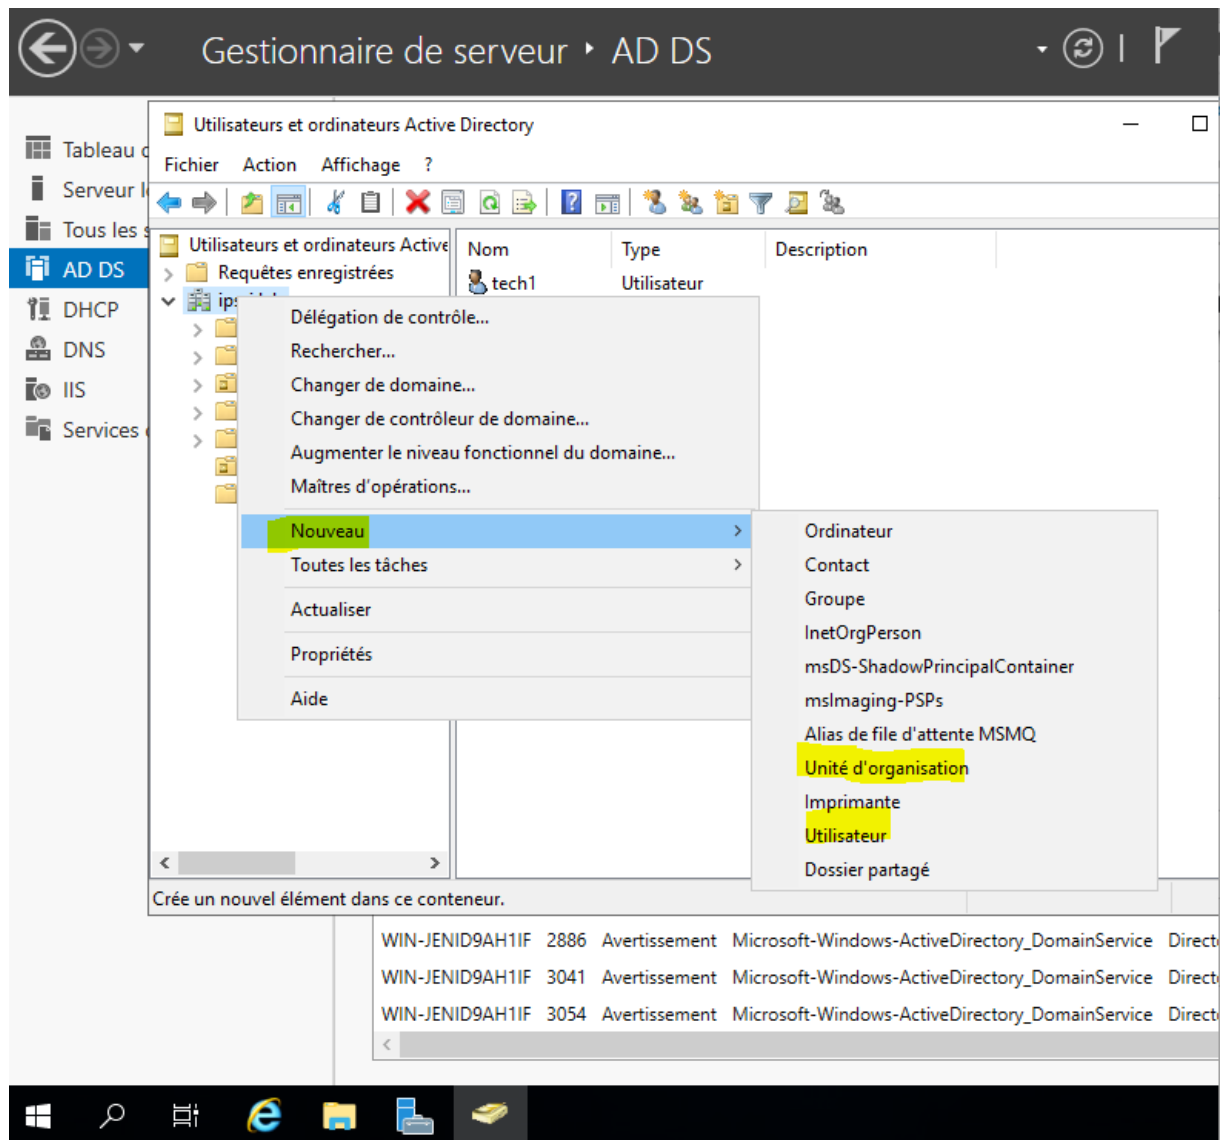 Gestionnaire de serveur ‣ AD DS
Utilisateurs et ordinateurs Active Directory
Fichier Action Affichage ?
Tableau
Serveur
Tous les
AD DS
DHCP
DNS
IIS
Services
Utilisateurs et ordinateurs Active
Requêtes enregistrées
Nom Type Description
tech1 Utilisateur
Délégation de contrôle...
Rechercher...
Changer de domaine...
Changer de contrôleur de domaine...
Augmenter le niveau fonctionnel du domaine...
Maîtres d'opérations...
Nouveau
Toutes les tâches
Actualiser
Propriétés
Aide
Ordinateur
Contact
Groupe
InetOrgPerson
msDS-ShadowPrincipalContainer
msImaging-PSPs
Alias de file d'attente MSMQ
Unité d'organisation
Imprimante
Utilisateur
Dossier partagé
Crée un nouvel élément dans ce conteneur.
WIN-JENID9AH1IF 2886 Avertissement Microsoft-Windows-ActiveDirectory_DomainService
WIN-JENID9AH1IF 3041 Avertissement Microsoft-Windows-ActiveDirectory_DomainService
WIN-JENID9AH1IF 3054 Avertissement Microsoft-Windows-ActiveDirectory_DomainService